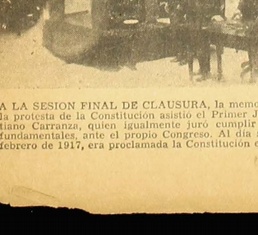 A LA SESION FINAL DE CLAUSURA, la memo
la protesta de la Constitución asistió el Primer J
tiano Carranza, quien igualmente juró cumplir
fundamentales, ante el propio Congreso. Al día
febrero de 1917, era proclamada la Constitución